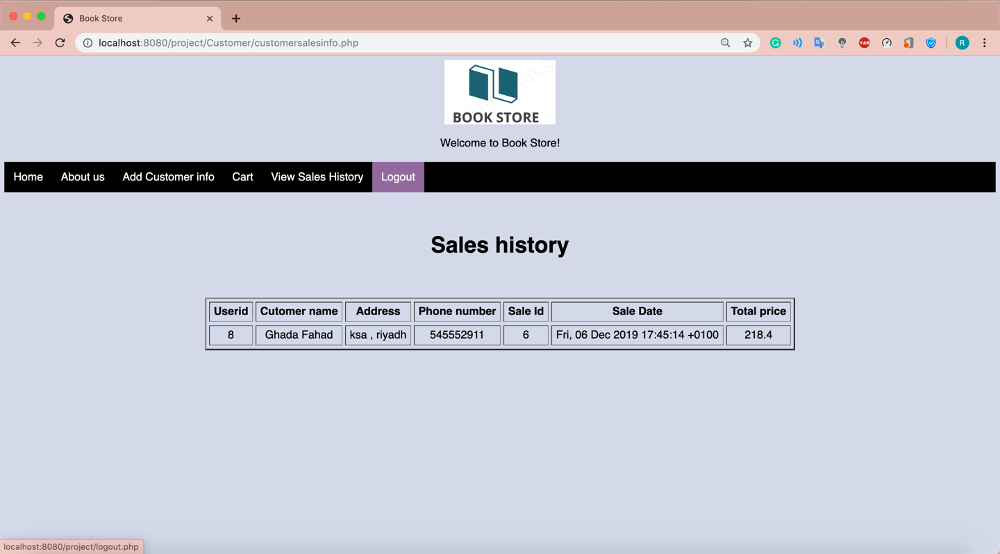 Book Store
localhost:8080/project/Customer/customersalesinfo.php
YAB
R
BOOK STORE
Welcome to Book Store!
Home About us Add Customer info Cart View Sales History Logout
Sales history
Userid Cutomer name Address Phone number Sale Id Sale Date Total price
8 Ghada Fahad ksa , riyadh 545552911 6 Fri, 06 Dec 2019 17:45:14 +0100 218.4
localhost:8080/project/logout.php